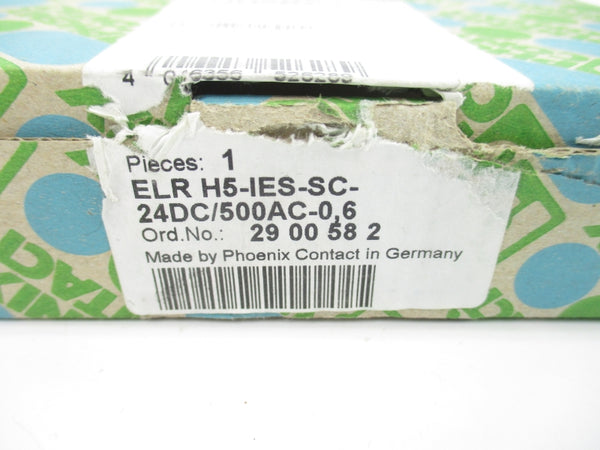 Pieces: 1
ELR H5-IES-SC-
24DC/500AC-0,6
Ord.No.: 29 00 58 2
Made by Phoenix Contact in Germany